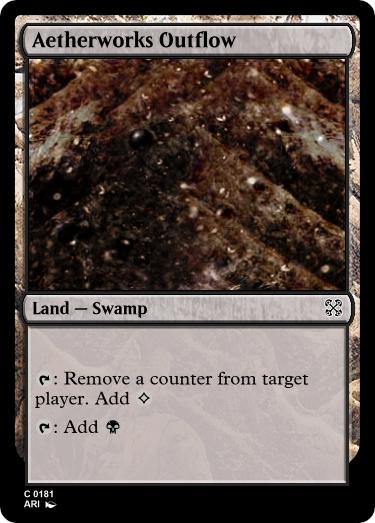 Aetherworks Outflow
Land — Swamp
: Remove a counter from target
player. Add
: Add
C 0181
ARI